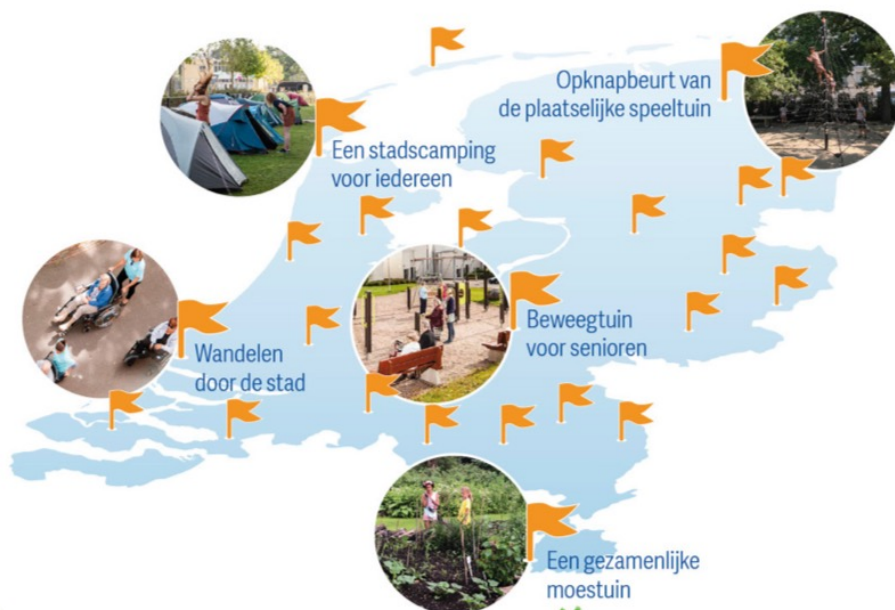 Opknapbeurt van
de plaatselijke speeltuin
Een stadscamping
voor iedereen
Beweegtuin
voor senioren
Wandelen
door de stad
Een gezamenlijke
moestuin